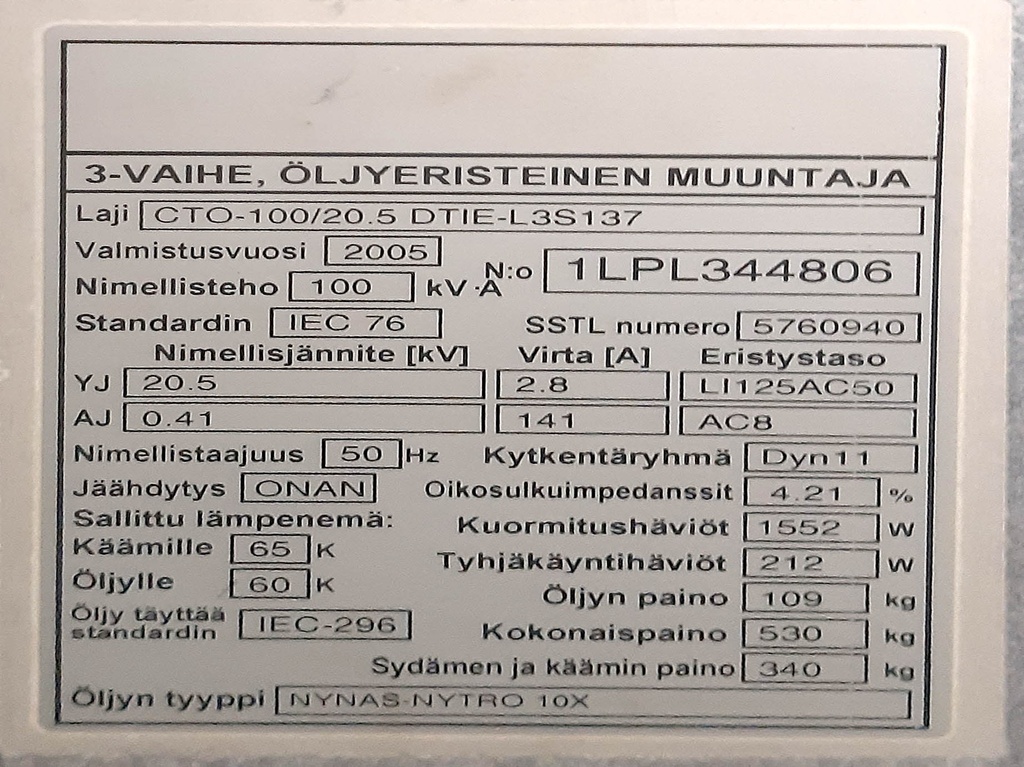 3-VAIHE, ÖLJYERISTEINEN MUUNTAJA
Laji CTO-100/20.5 DTIE-L3S137
Valmistusvuosi 2005
Nimellisteho 100 kV·A N:o 1LPL344806
Standardin IEC 76 SSTL numero 5760940
Nimellisjännite [kV] Virta [A] Eristystaso
YJ 20.5 2.8 LI125AC50
AJ 0.41 141 AC8
Nimellistaajuus 50 Hz Kytkentäryhmä Dyn11
Jäähdytys ONAN Oikosulkuimpedanssit 4.21 %
Sallittu lämpenemä: Kuormitushäviöt 1552 W
Käämille 65 K Tyhjäkäyntihäviöt 212 W
Öljylle 60 K Öljyn paino 109 kg
Öljy täyttää
standardin IEC-296 Kokonaispaino 530 kg
Sydämen ja käämin paino 340 kg
Öljyn tyyppi NYNAS-NYTRO 10X